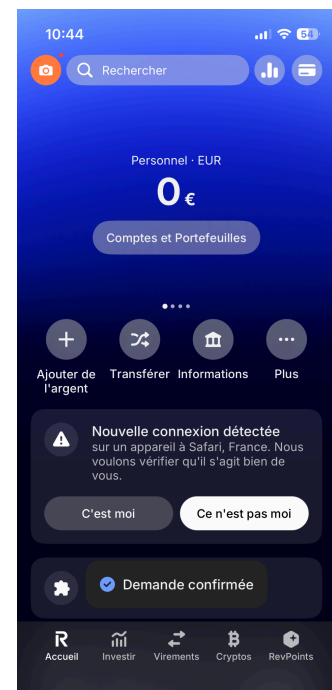 10:44
54
Rechercher
Personnel · EUR
0 €
Comptes et Portefeuilles
Ajouter de
l'argent
Transférer
Informations
Plus
Nouvelle connexion détectée
sur un appareil à Safari, France. Nous
voulons vérifier qu'il s'agit bien de
vous.
C'est moi
Ce n'est pas moi
Demande confirmée
Accueil
Investir
Virements
Cryptos
RevPoints